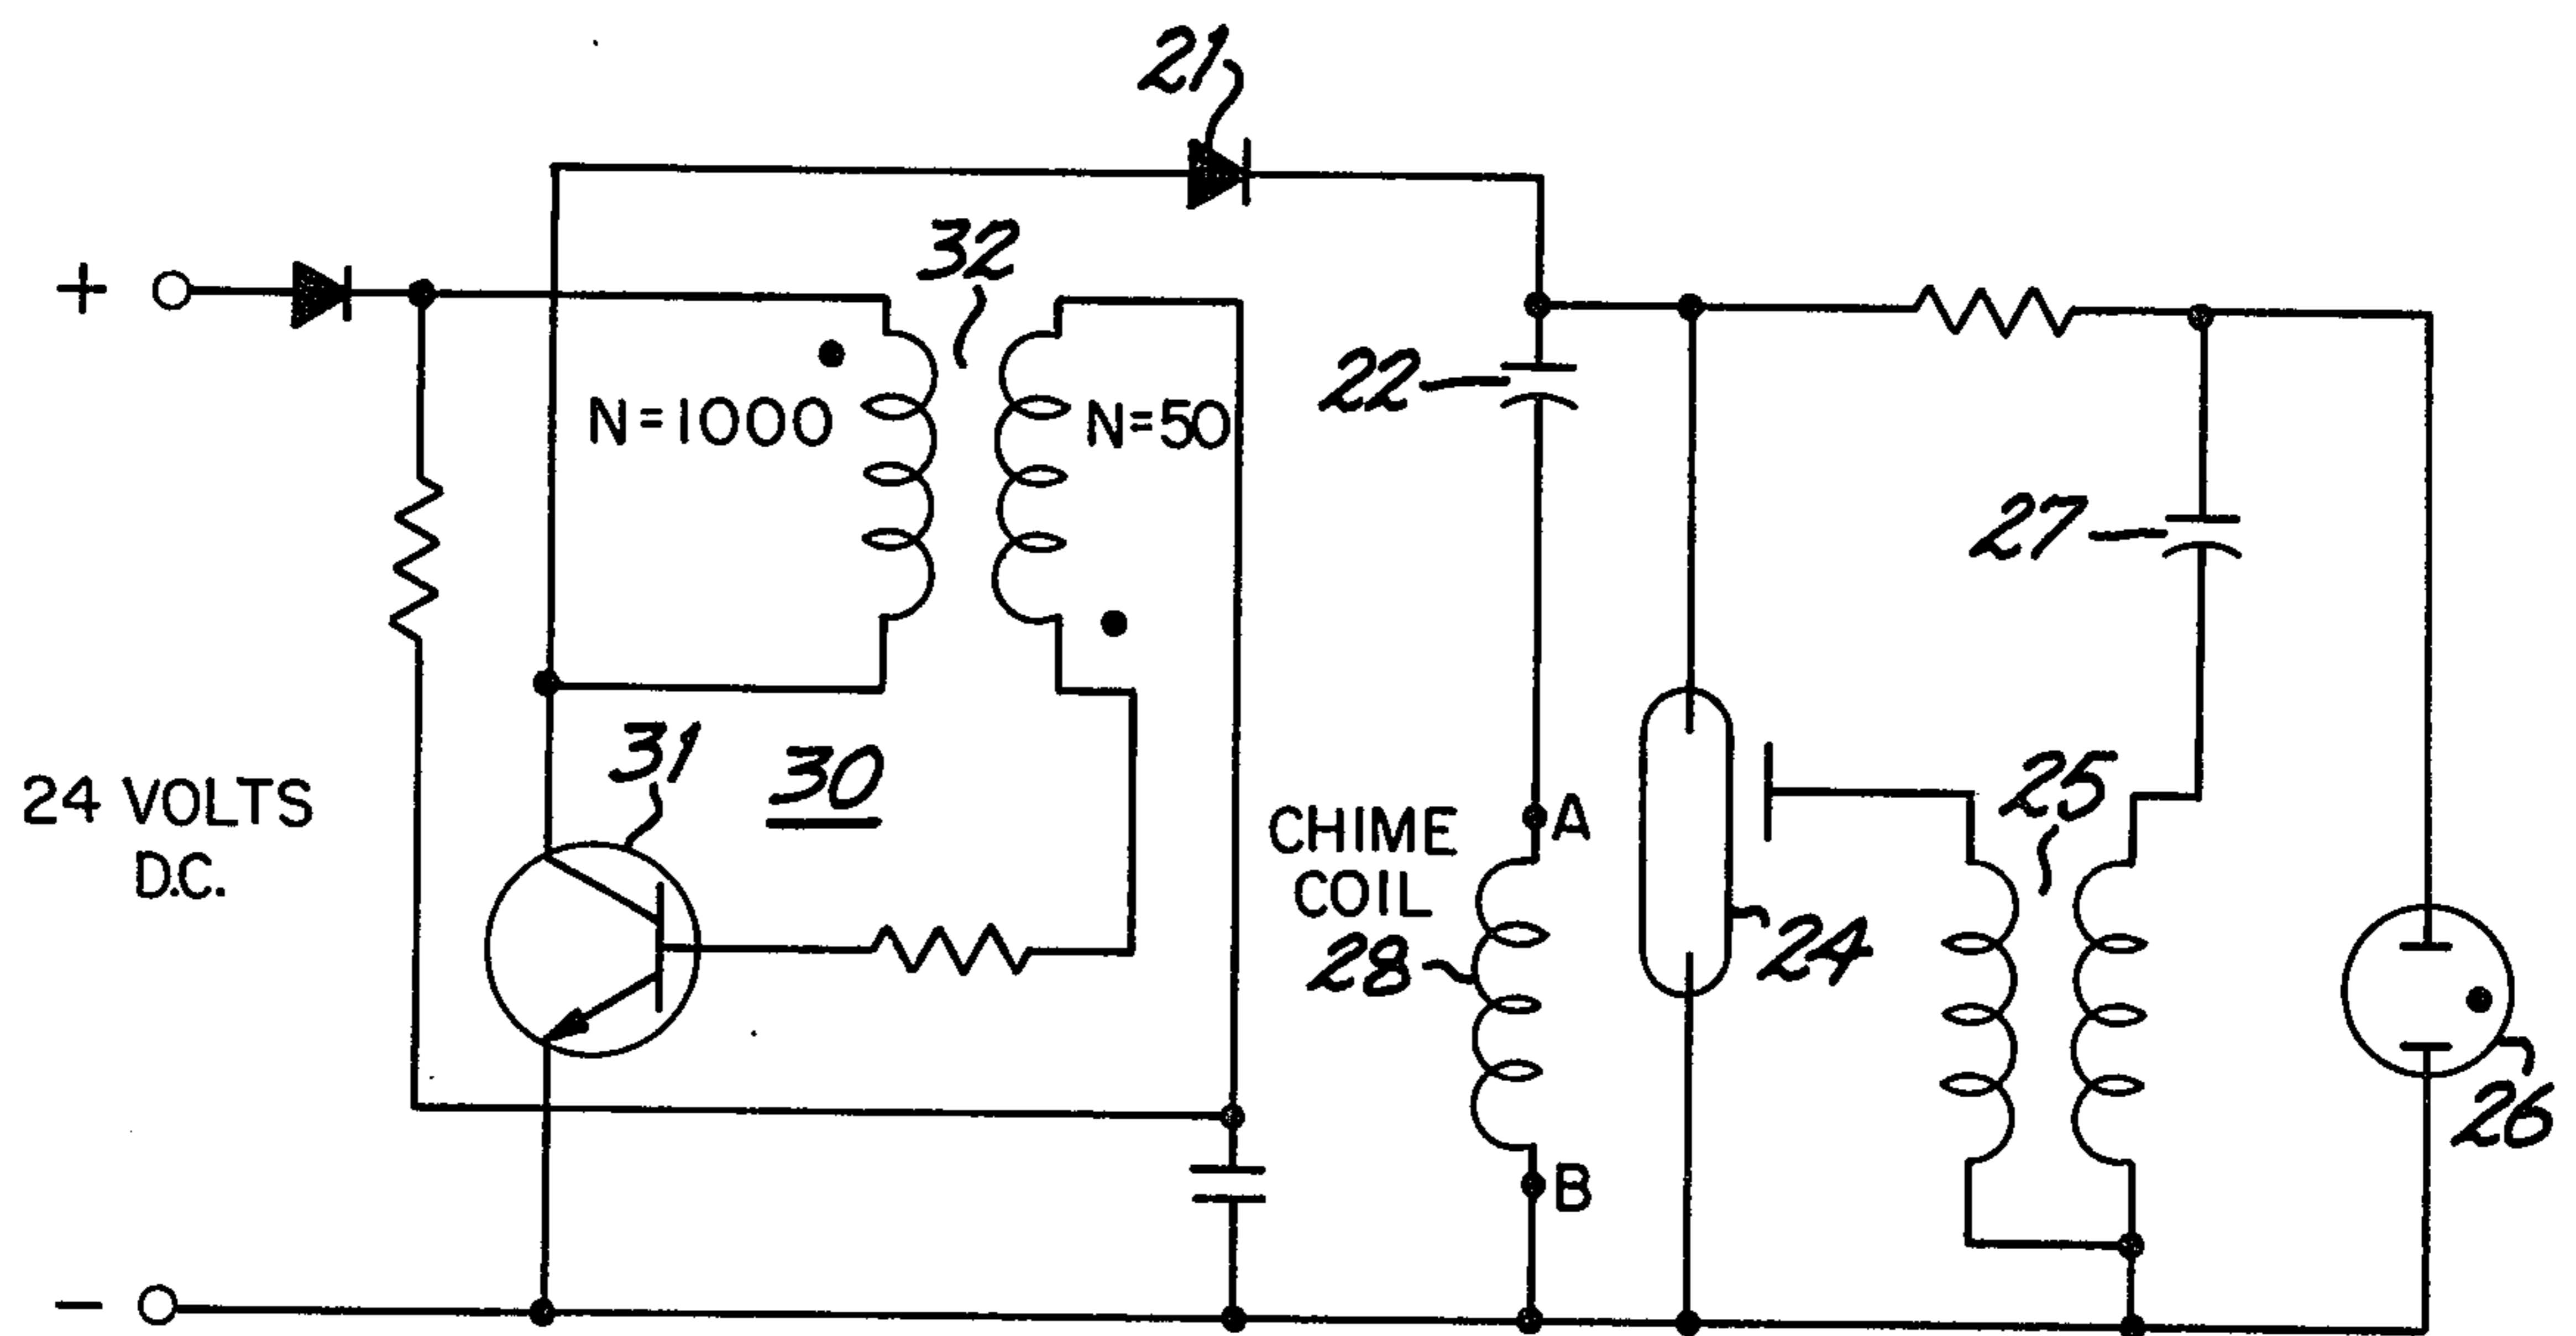 21
32
+
22
N=1000
N=50
27
31
30
25
24 VOLTS
D.C.
CHIME
COIL
A
28
24
26
B
−